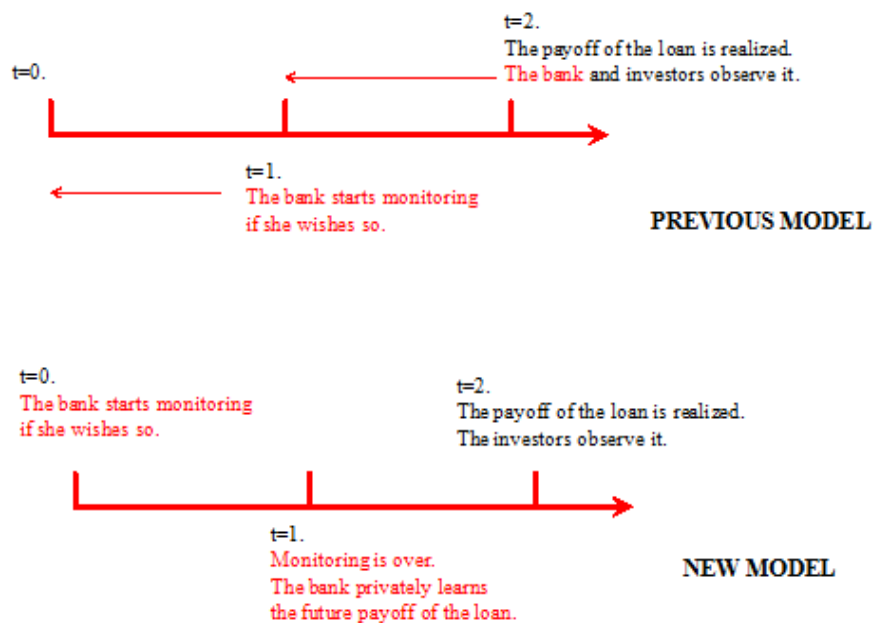 t=2.
The payoff of the loan is realized.
t=0.
The bank and investors observe it.
t=1.
The bank starts monitoring
if she wishes so.
PREVIOUS MODEL
t=0.
The bank starts monitoring
if she wishes so.
t=2.
The payoff of the loan is realized.
The investors observe it.
t=1.
Monitoring is over.
The bank privately learns
the future payoff of the loan.
NEW MODEL